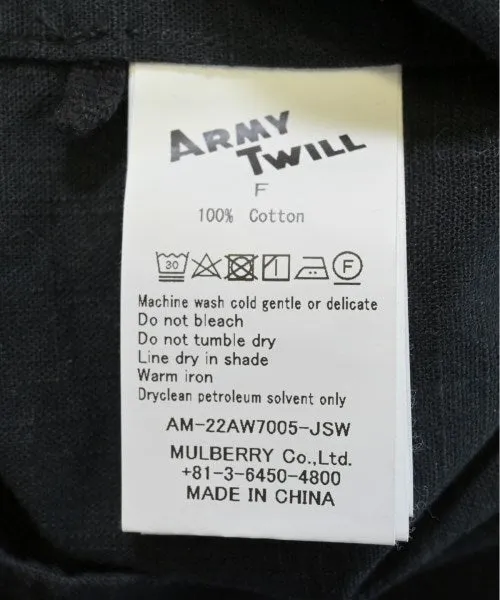 ARMY
TWILL
F
100% Cotton
30
F
Machine wash cold gentle or delicate
Do not bleach
Do not tumble dry
Line dry in shade
Warm iron
Dryclean petroleum solvent only
AM-22AW7005-JSW
MULBERRY Co.,Ltd.
+81-3-6450-4800
MADE IN CHINA